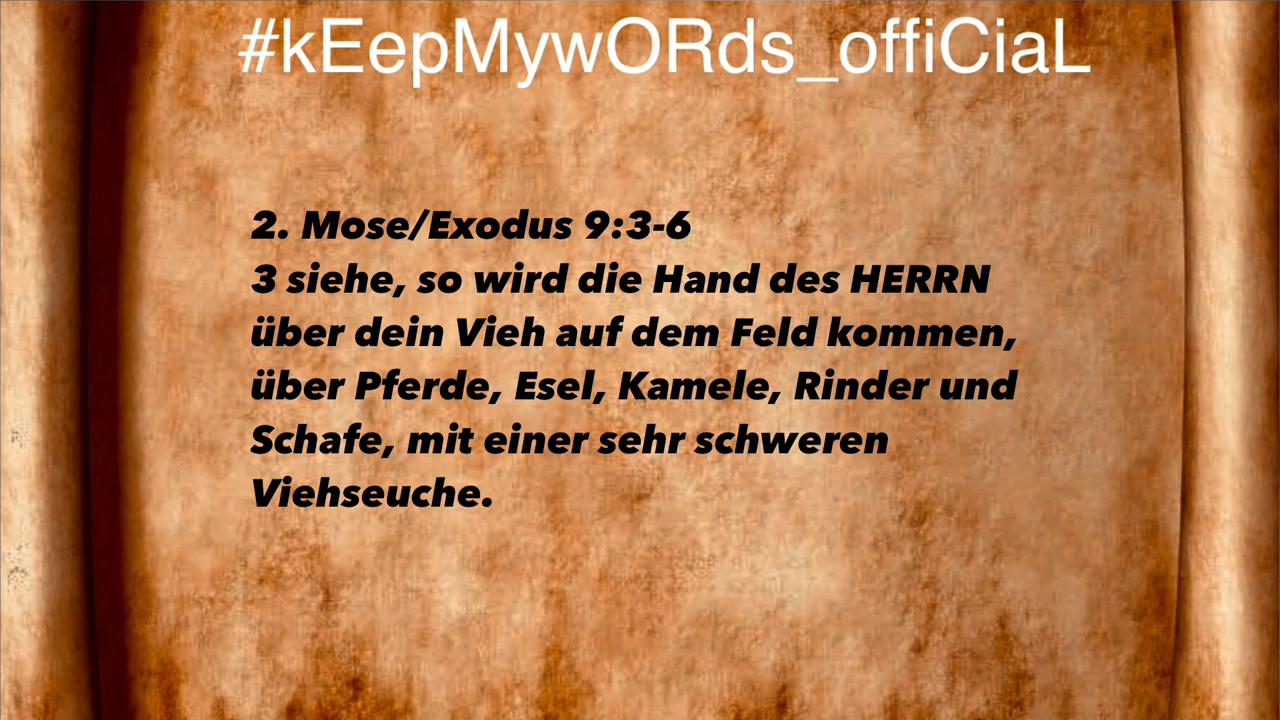 #kEepMywORds_offiCiaL
2. Mose/Exodus 9:3-6
3 siehe, so wird die Hand des HERRN
über dein Vieh auf dem Feld kommen,
über Pferde, Esel, Kamele, Rinder und
Schafe, mit einer sehr schweren
Viehseuche.